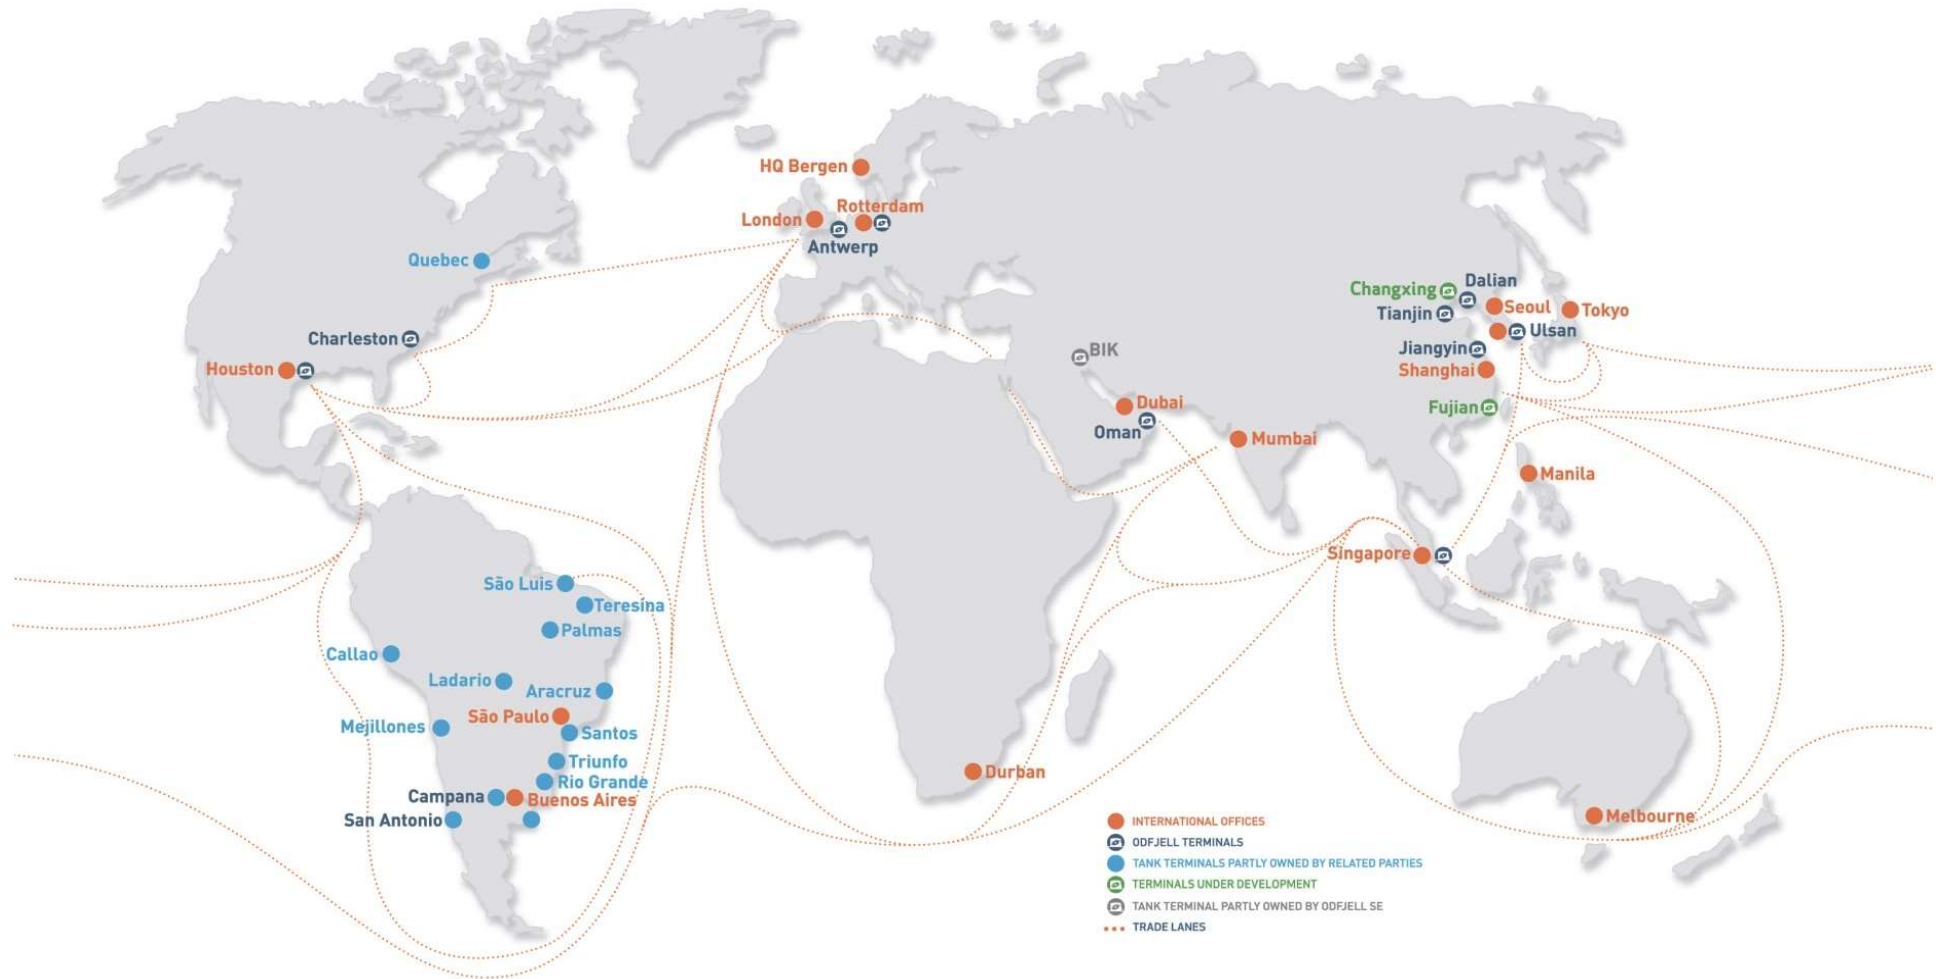 HQ Bergen
Rotterdam
London
Antwerp
Quebec
Charleston
Houston
Changxing
Dalian
Tianjin
Seoul
Tokyo
Ulsan
Jiangyin
Shanghai
Fujian
BIK
Dubai
Oman
Mumbai
Manila
Singapore
São Luis
Teresina
Palmas
Callao
Ladario
Aracruz
São Paulo
Mejillones
Santos
Triunfo
Rio Grande
Campana
Buenos Aires
San Antonio
Durban
Melbourne
INTERNATIONAL OFFICES
ODFJELL TERMINALS
TANK TERMINALS PARTLY OWNED BY RELATED PARTIES
TERMINALS UNDER DEVELOPMENT
TANK TERMINAL PARTLY OWNED BY ODFJELL SE
TRADE LANES